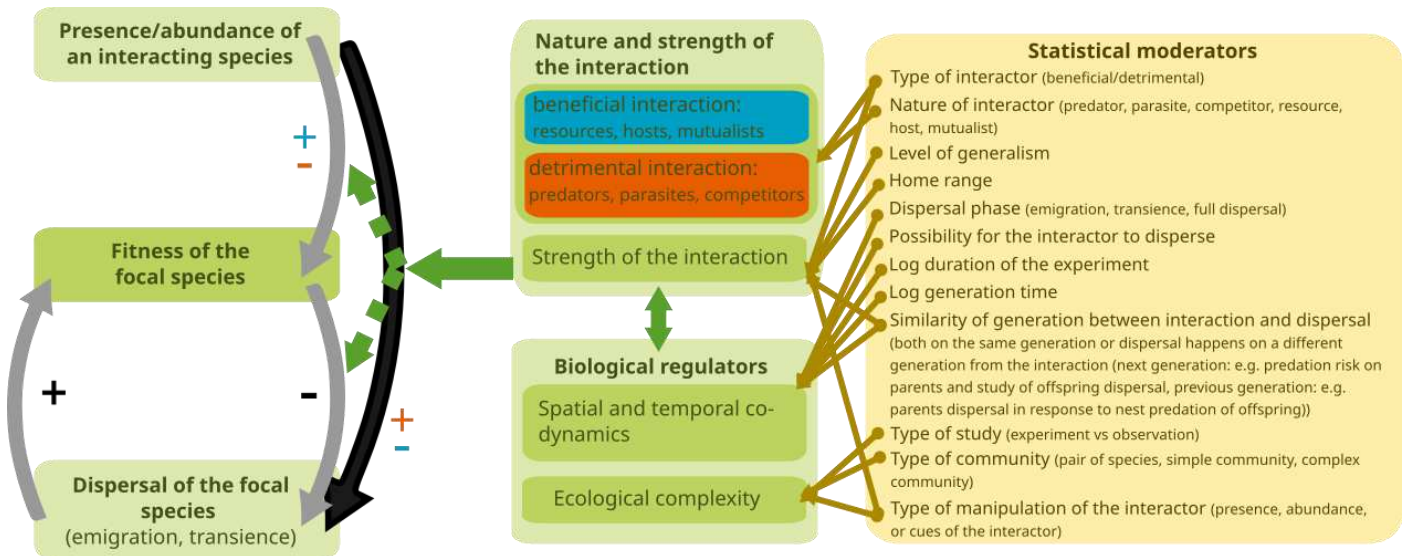 Presence/abundance of
an interacting species
+
-
Fitness of the
focal species
+
-
+
-
Dispersal of the focal
species
(emigration, transience)
Nature and strength of
the interaction
beneficial interaction:
resources, hosts, mutualists
detrimental interaction:
predators, parasites, competitors
Strength of the interaction
Biological regulators
Spatial and temporal co-
dynamics
Ecological complexity
Statistical moderators
Type of interactor (beneficial/detrimental)
Nature of interactor (predator, parasite, competitor, resource,
host, mutualist)
Level of generalism
Home range
Dispersal phase (emigration, transience, full dispersal)
Possibility for the interactor to disperse
Log duration of the experiment
Log generation time
Similarity of generation between interaction and dispersal
(both on the same generation or dispersal happens on a different
generation from the interaction (next generation: e.g. predation risk on
parents and study of offspring dispersal, previous generation: e.g.
parents dispersal in response to nest predation of offspring))
Type of study (experiment vs observation)
Type of community (pair of species, simple community, complex
community)
Type of manipulation of the interactor (presence, abundance,
or cues of the interactor)